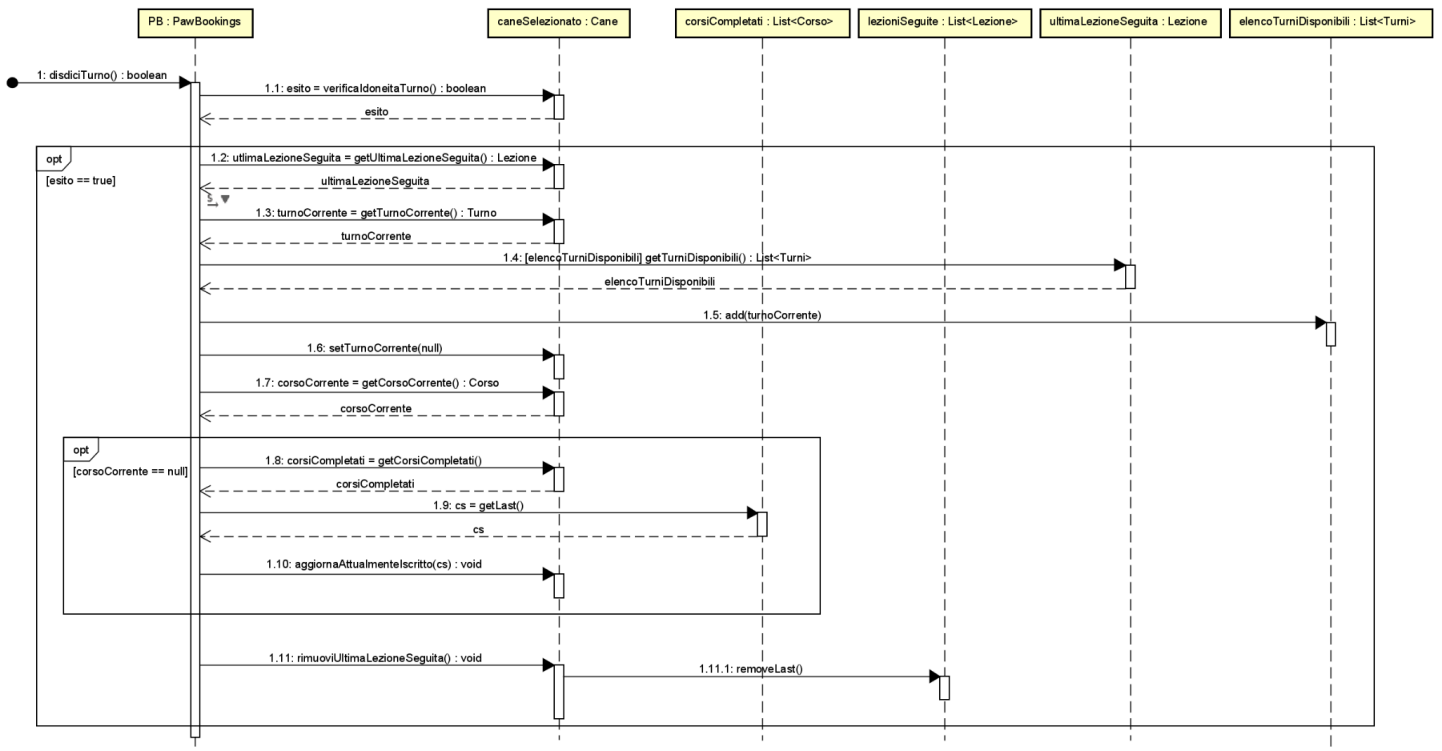 PB : PawBookings
caneSelezionato : Cane
corsiCompletati : List<Corso>
lezioniSeguite : List<Lezione>
ultimaLezioneSeguita : Lezione
elencoTurniDisponibili : List<Turni>
1: disdiciTurno() : boolean
1.1: esito = verificaIdoneitaTurno() : boolean
esito
opt
[esito == true]
1.2: utlimaLezioneSeguita = getUltimaLezioneSeguita() : Lezione
ultimaLezioneSeguita
1.3: turnoCorrente = getTurnoCorrente() : Turno
turnoCorrente
1.4: [elencoTurniDisponibili] getTurniDisponibili() : List<Turni>
elencoTurniDisponibili
1.5: add(turnoCorrente)
1.6: setTurnoCorrente(null)
1.7: corsoCorrente = getCorsoCorrente() : Corso
corsoCorrente
opt
[corsoCorrente == null]
1.8: corsiCompletati = getCorsiCompletati()
corsiCompletati
1.9: cs = getLast()
cs
1.10: aggiornaAttualmenteIscritto(cs) : void
1.11: rimuoviUltimaLezioneSeguita() : void
1.11.1: removeLast()